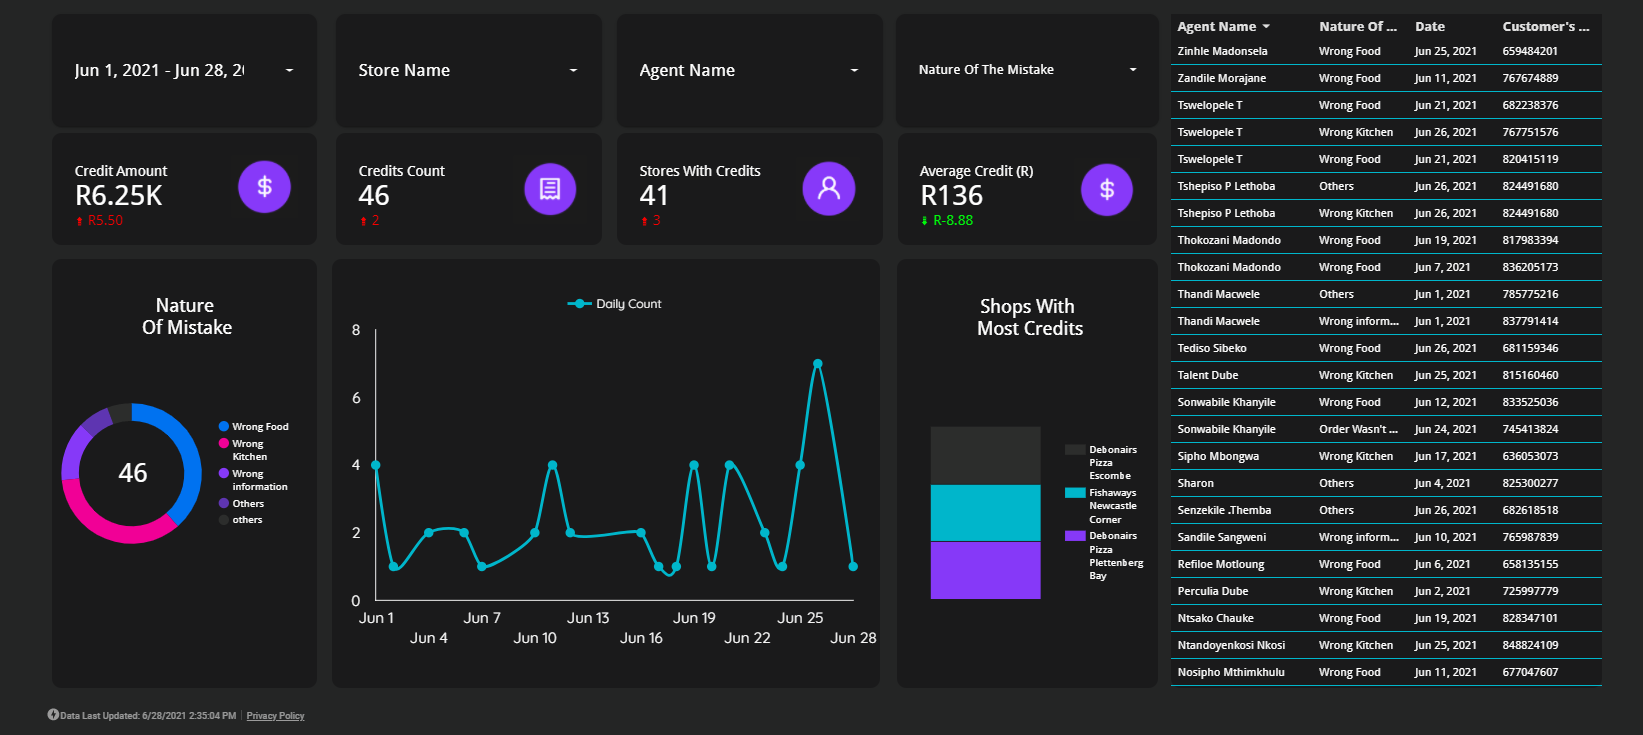 Jun 1, 2021 - Jun 28, 20
Store Name
Agent Name
Nature Of The Mistake
Credit Amount
R6.25K
R5.50
Credits Count
46
2
Stores With Credits
41
3
Average Credit (R)
R136
R-8.88
Nature
Of Mistake
46
Wrong Food
Wrong
Kitchen
Wrong
information
Others
others
Daily Count
8
6
4
2
0
Jun 1
Jun 4
Jun 7
Jun 10
Jun 13
Jun 16
Jun 19
Jun 22
Jun 25
Jun 28
Shops With
Most Credits
Debonairs
Pizza
Escombe
Fishaways
Newcastle
Corner
Debonairs
Pizza
Plettenberg
Bay
Agent Name Nature Of ... Date Customer's ...
Zinhle Madonsela Wrong Food Jun 25, 2021 659484201
Zandile Morajane Wrong Food Jun 11, 2021 767674889
Tswelopele T Wrong Food Jun 21, 2021 682238376
Tswelopele T Wrong Kitchen Jun 26, 2021 767751576
Tswelopele T Wrong Food Jun 21, 2021 820415119
Tshepiso P Lethoba Others Jun 26, 2021 824491680
Tshepiso P Lethoba Wrong Kitchen Jun 26, 2021 824491680
Thokozani Madondo Wrong Food Jun 19, 2021 817983394
Thokozani Madondo Wrong Food Jun 7, 2021 836205173
Thandi Macwele Others Jun 1, 2021 785775216
Thandi Macwele Wrong inform... Jun 1, 2021 837791414
Tediso Sibeko Wrong Food Jun 26, 2021 681159346
Talent Dube Wrong Kitchen Jun 25, 2021 815160460
Sonwabile Khanyile Wrong Food Jun 12, 2021 833525036
Sonwabile Khanyile Order Wasn't ... Jun 24, 2021 745413824
Sipho Mbongwa Wrong Kitchen Jun 17, 2021 636053073
Sharon Others Jun 4, 2021 825300277
Senzekile .Themba Others Jun 26, 2021 682618518
Sandile Sangweni Wrong inform... Jun 10, 2021 765987839
Refiloe Motloung Wrong Food Jun 6, 2021 658135155
Perculia Dube Wrong Kitchen Jun 2, 2021 725997779
Ntsako Chauke Wrong Food Jun 19, 2021 828347101
Ntandoyenkosi Nkosi Wrong Kitchen Jun 25, 2021 848824109
Nosipho Mthimkhulu Wrong Food Jun 11, 2021 677047607
Data Last Updated: 6/28/2021 2:35:04 PM Privacy Policy